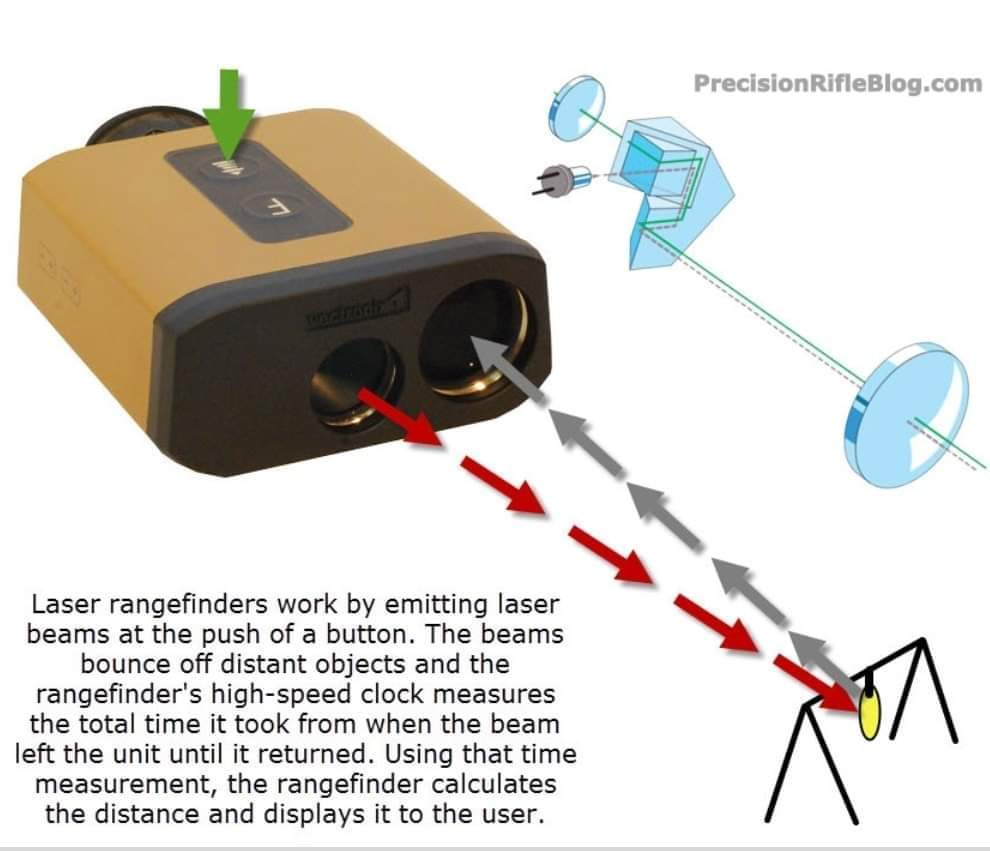 PrecisionRifleBlog.com
Laser rangefinders work by emitting laser
beams at the push of a button. The beams
bounce off distant objects and the
rangefinder's high-speed clock measures
the total time it took from when the beam
left the unit until it returned. Using that time
measurement, the rangefinder calculates
the distance and displays it to the user.